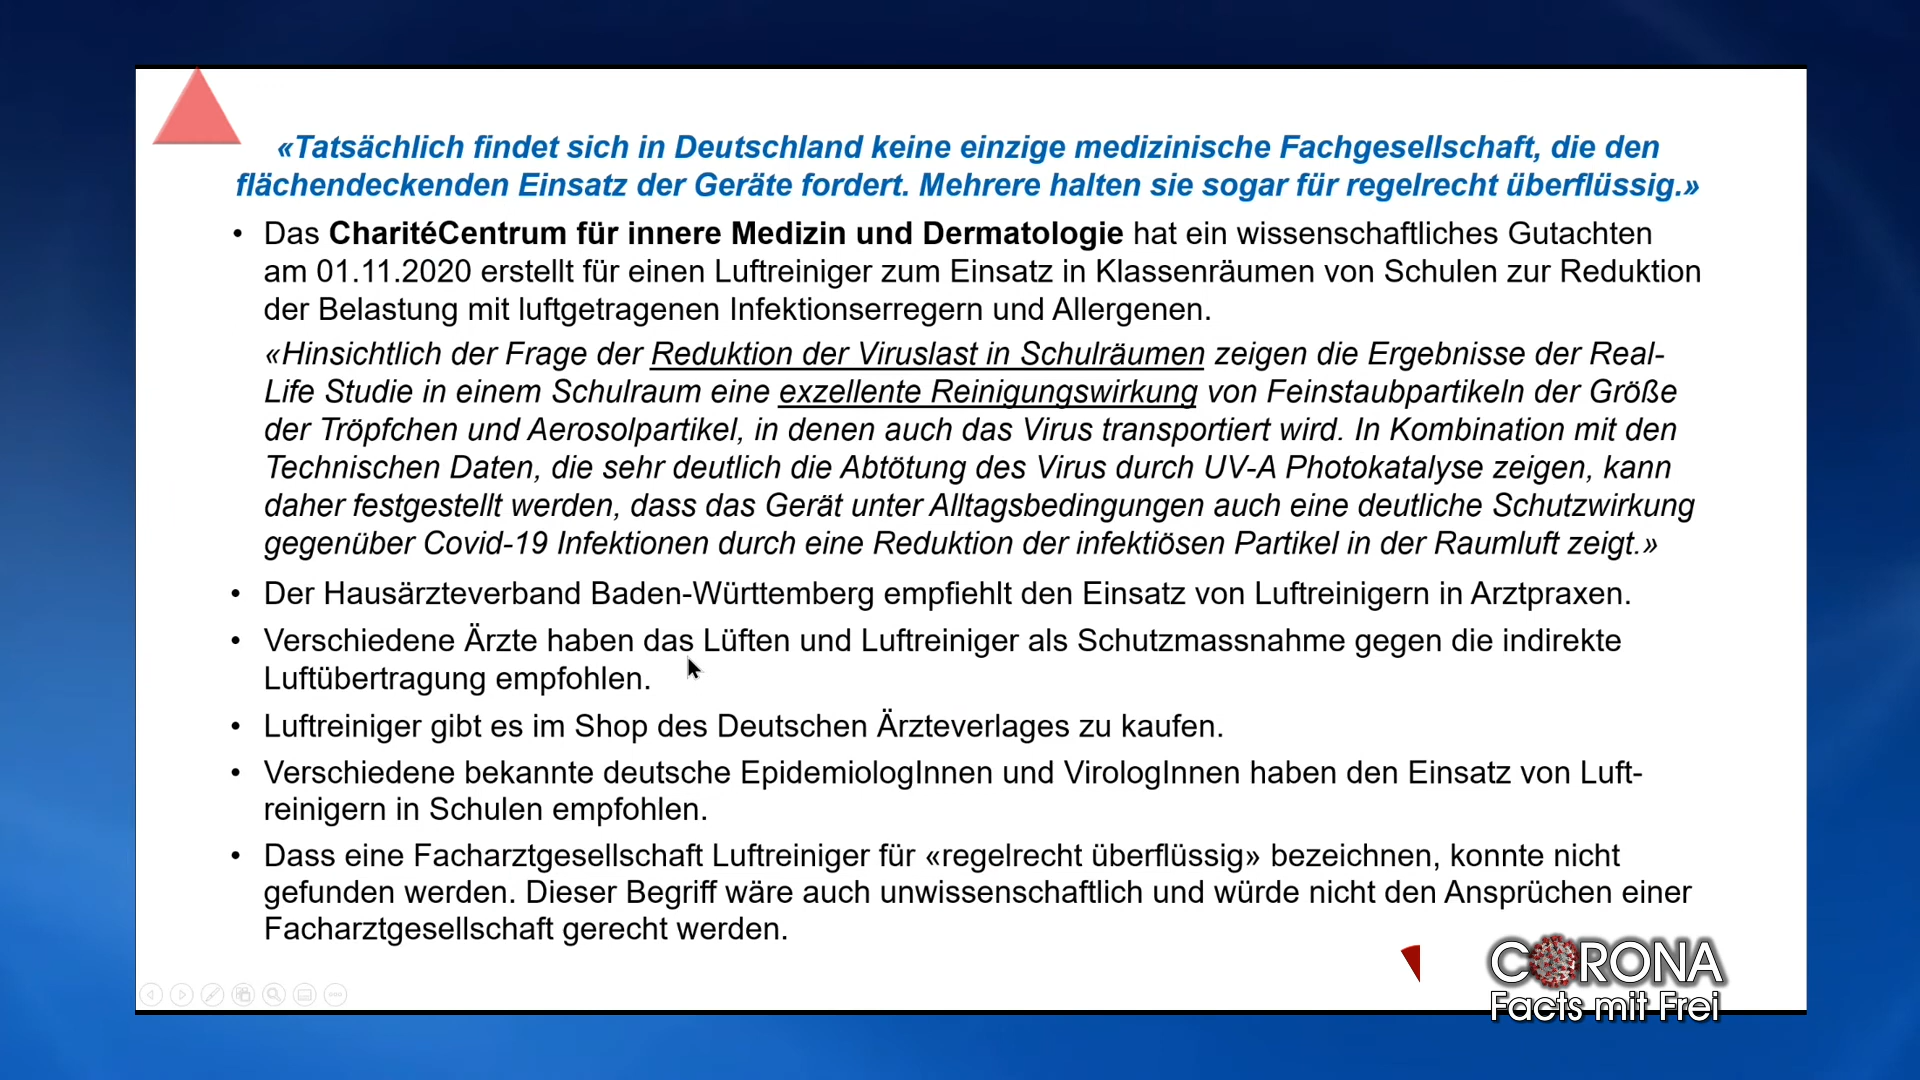 «Tatsächlich findet sich in Deutschland keine einzige medizinische Fachgesellschaft, die den
flächendeckenden Einsatz der Geräte fordert. Mehrere halten sie sogar für regelrecht überflüssig.»
• Das CharitéCentrum für innere Medizin und Dermatologie hat ein wissenschaftliches Gutachten
am 01.11.2020 erstellt für einen Luftreiniger zum Einsatz in Klassenräumen von Schulen zur Reduktion
der Belastung mit luftgetragenen Infektionserregern und Allergenen.
«Hinsichtlich der Frage der Reduktion der Viruslast in Schulräumen zeigen die Ergebnisse der Real-
Life Studie in einem Schulraum eine exzellente Reinigungswirkung von Feinstaubpartikeln der Größe
der Tröpfchen und Aerosolpartikel, in denen auch das Virus transportiert wird. In Kombination mit den
Technischen Daten, die sehr deutlich die Abtötung des Virus durch UV-A Photokatalyse zeigen, kann
daher festgestellt werden, dass das Gerät unter Alltagsbedingungen auch eine deutliche Schutzwirkung
gegenüber Covid-19 Infektionen durch eine Reduktion der infektiösen Partikel in der Raumluft zeigt.»
• Der Hausärzteverband Baden-Württemberg empfiehlt den Einsatz von Luftreinigern in Arztpraxen.
• Verschiedene Ärzte haben das Lüften und Luftreiniger als Schutzmassnahme gegen die indirekte
Luftübertragung empfohlen.
• Luftreiniger gibt es im Shop des Deutschen Ärzteverlages zu kaufen.
• Verschiedene bekannte deutsche EpidemiologInnen und VirologInnen haben den Einsatz von Luft-
reinigern in Schulen empfohlen.
• Dass eine Facharztgesellschaft Luftreiniger für «regelrecht überflüssig» bezeichnen, konnte nicht
gefunden werden. Dieser Begriff wäre auch unwissenschaftlich und würde nicht den Ansprüchen einer
Facharztgesellschaft gerecht werden.
CORONA
Facts mit Frei